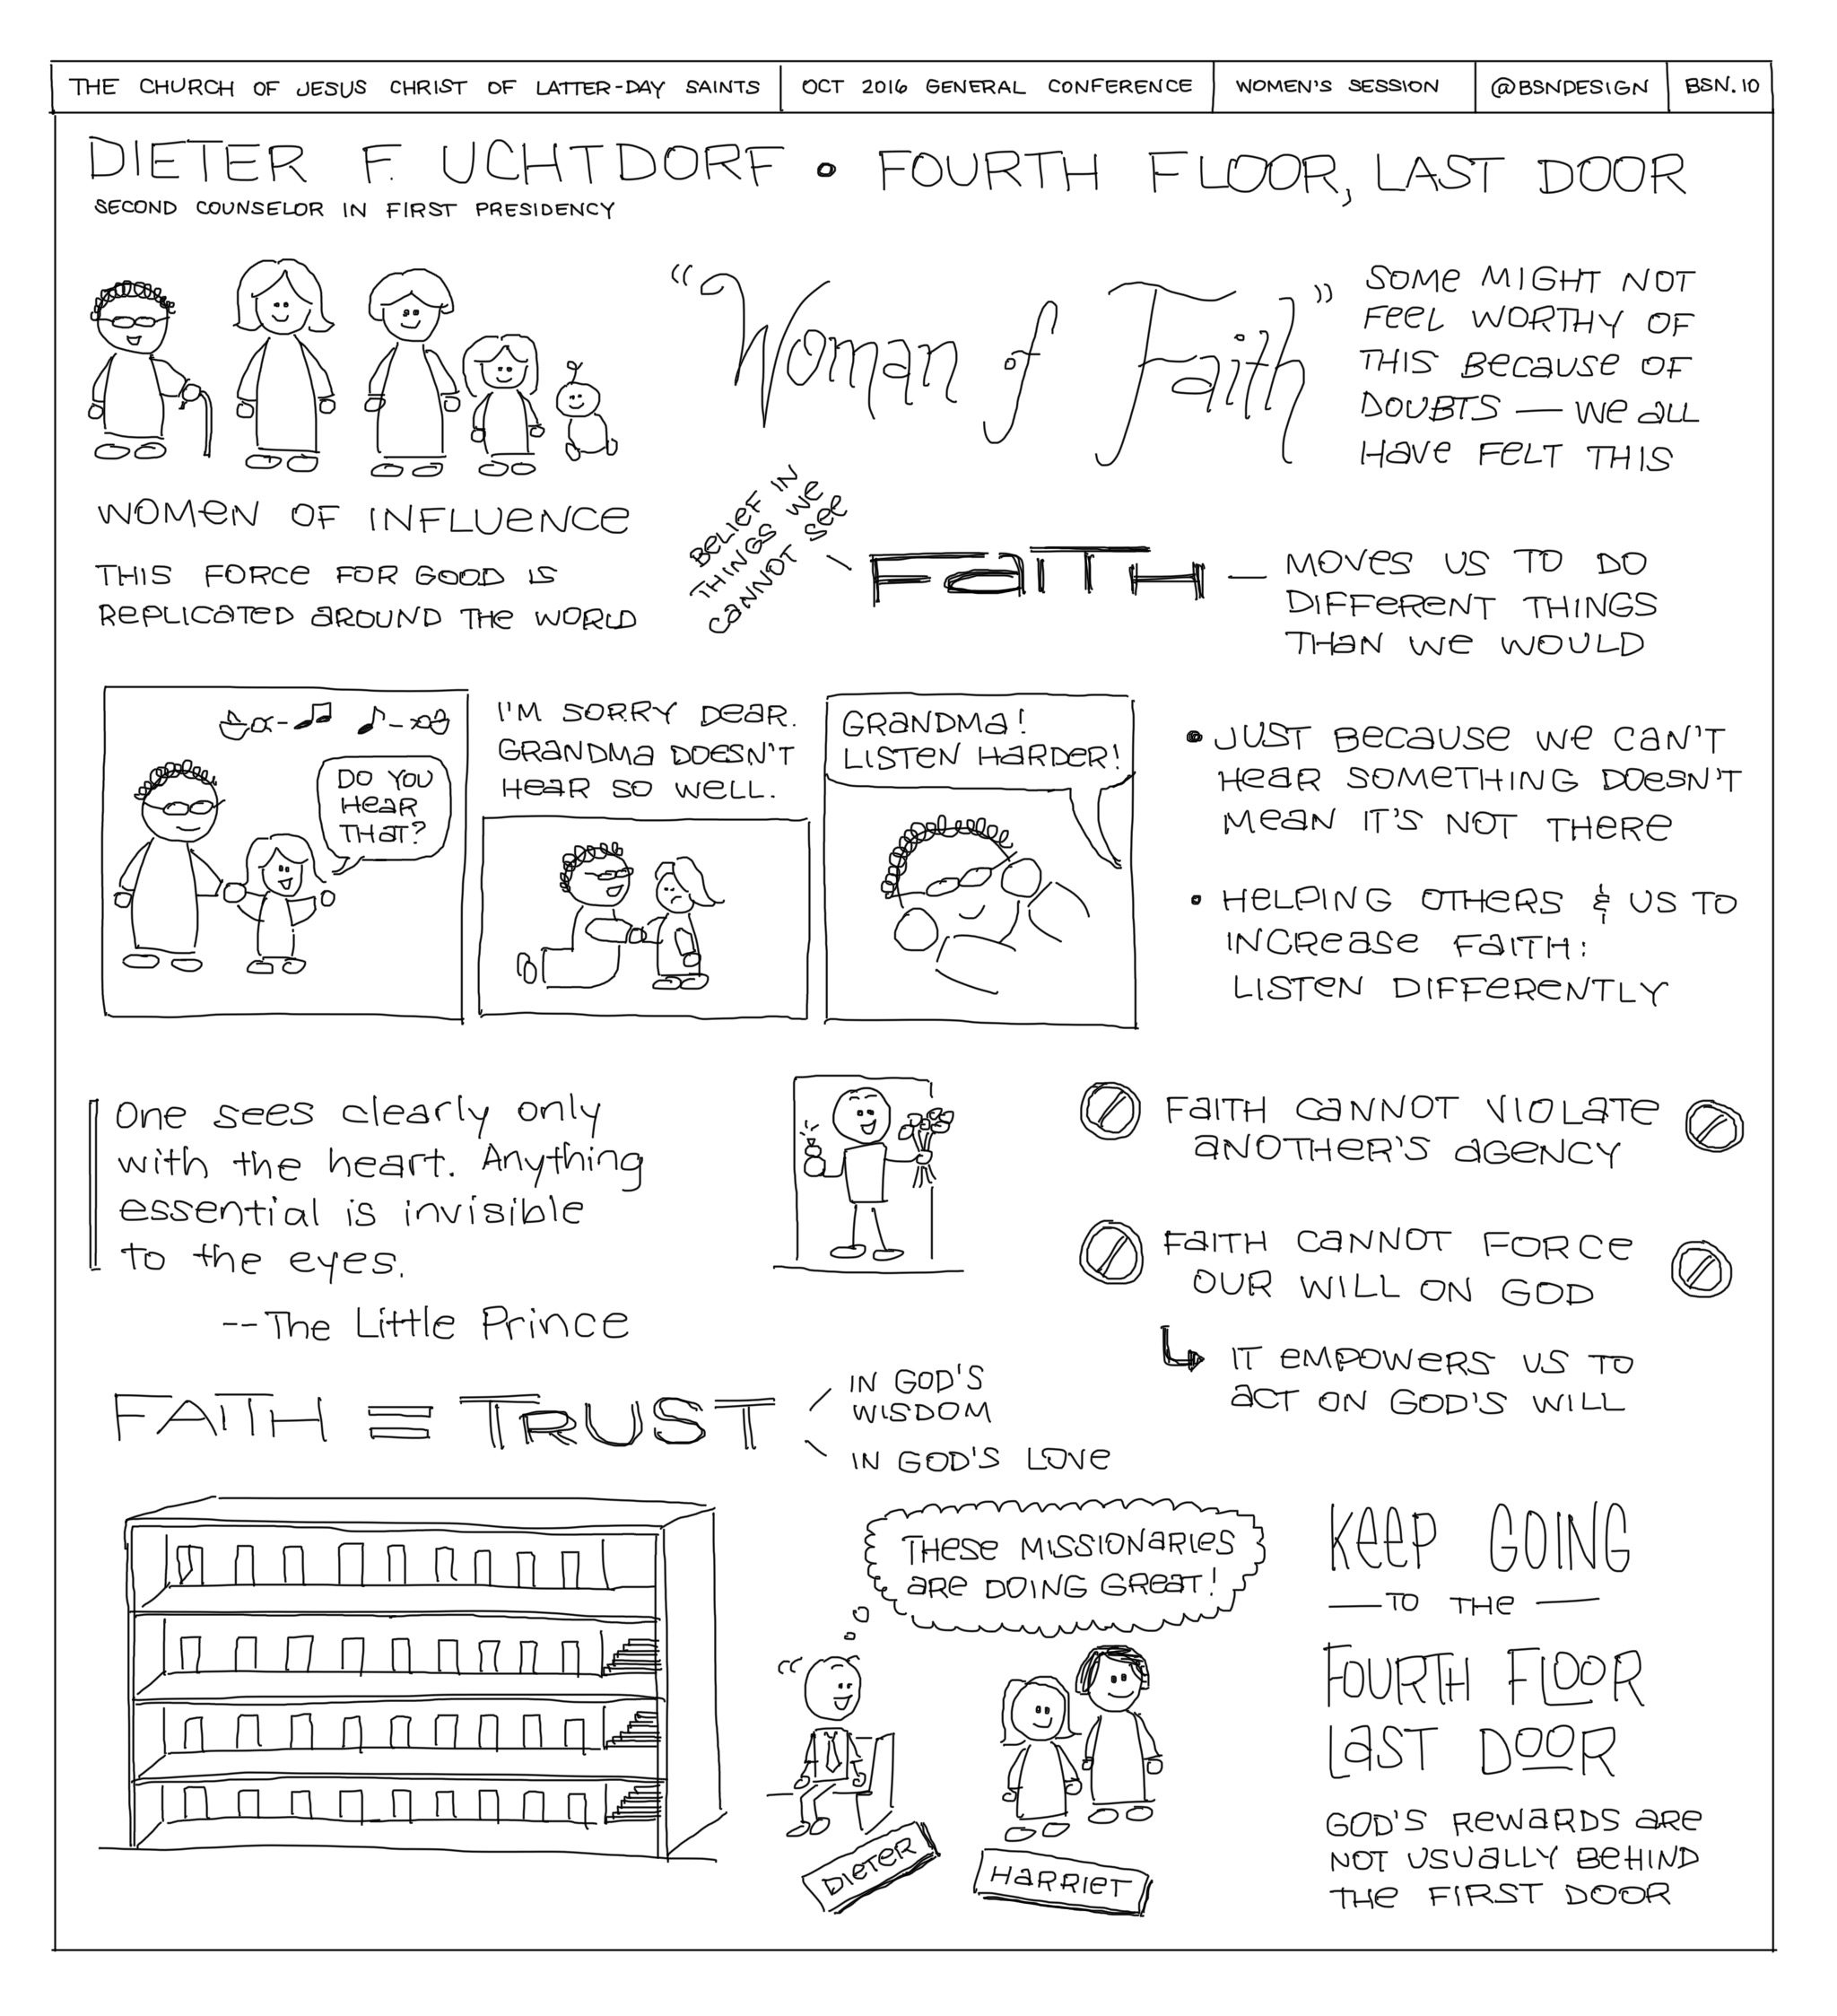 THE CHURCH OF JESUS CHRIST OF LATTER-DAY SAINTS
OCT 2016 GENERAL CONFERENCE
WOMEN'S SESSION
@BSNDESIGN
BSN.10
DIETER F. UCHTDORF • FOURTH FLOOR, LAST DOOR
SECOND COUNSELOR IN FIRST PRESIDENCY
WOMEN OF INFLUENCE
THIS FORCE FOR GOOD IS
REPLICATED AROUND THE WORLD
"Woman of Faith"
SOME MIGHT NOT
FEEL WORTHY OF
THIS BECAUSE OF
DOUBTS — WE ALL
HAVE FELT THIS
BELIEF IN
THINGS WE
CANNOT SEE
FAITH
MOVES US TO DO
DIFFERENT THINGS
THAN WE WOULD
DO YOU
HEAR
THAT?
I'M SORRY DEAR.
GRANDMA DOESN'T
HEAR SO WELL.
GRANDMA!
LISTEN HARDER!
• JUST BECAUSE WE CAN'T
HEAR SOMETHING DOESN'T
MEAN IT'S NOT THERE
• HELPING OTHERS & US TO
INCREASE FAITH:
LISTEN DIFFERENTLY
One sees clearly only
with the heart. Anything
essential is invisible
to the eyes.
--The Little Prince
FAITH CANNOT VIOLATE
ANOTHER'S AGENCY
FAITH CANNOT FORCE
OUR WILL ON GOD
IT EMPOWERS US TO
ACT ON GOD'S WILL
FAITH ≡ TRUST
IN GOD'S
WISDOM
IN GOD'S LOVE
THESE MISSIONARIES
ARE DOING GREAT!
DIETER
HARRIET
KEEP GOING
— TO THE —
FOURTH FLOOR
LAST DOOR
GOD'S REWARDS ARE
NOT USUALLY BEHIND
THE FIRST DOOR